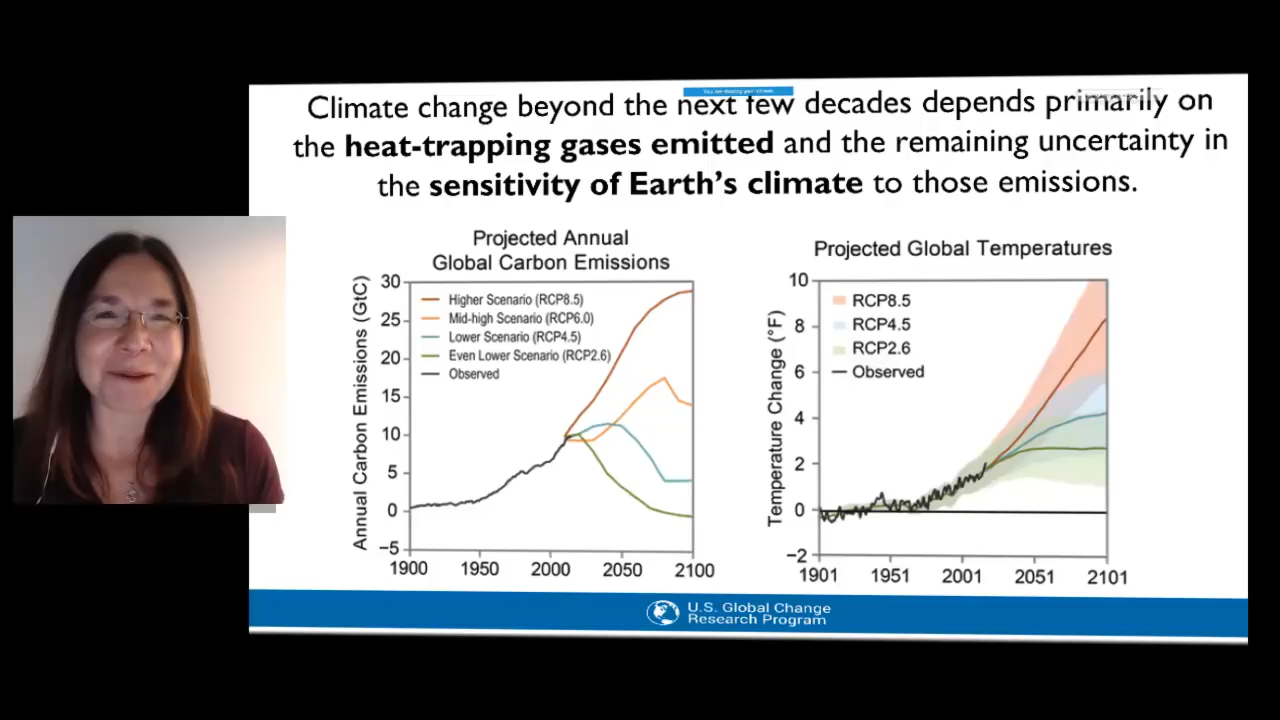 You are sharing your screen
Climate change beyond the next few decades depends primarily on
the heat-trapping gases emitted and the remaining uncertainty in
the sensitivity of Earth's climate to those emissions.
Projected Annual
Global Carbon Emissions
Annual Carbon Emissions (GtC)
30
25
20
15
10
5
0
−5
Higher Scenario (RCP8.5)
Mid-high Scenario (RCP6.0)
Lower Scenario (RCP4.5)
Even Lower Scenario (RCP2.6)
Observed
1900 1950 2000 2050 2100
Projected Global Temperatures
Temperature Change (°F)
10
8
6
4
2
0
−2
RCP8.5
RCP4.5
RCP2.6
Observed
1901 1951 2001 2051 2101
U.S. Global Change
Research Program